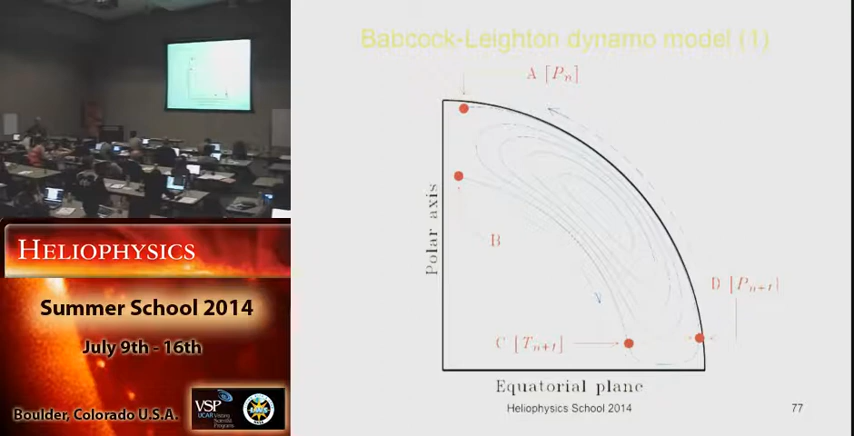 Babcock-Leighton dynamo model (1)
A [Pn]
B
C [Tn+1]
D [Pn+1]
Polar axis
Equatorial plane
Heliophysics School 2014
77
HELIOPHYSICS
Summer School 2014
July 9th - 16th
Boulder, Colorado U.S.A.
VSP
UCAR Visiting
Scientist
Programs